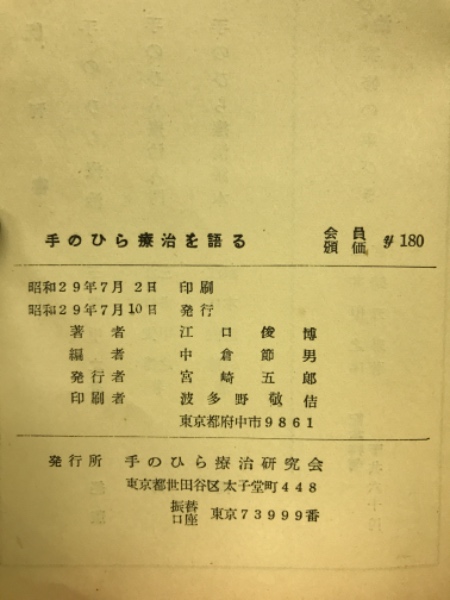 手のひら療治を語る 会員頒価 ¥180
昭和29年7月 2日 印刷
昭和29年7月10日 発行
著者 江口俊博
編者 中倉節男
発行者 宮崎五郎
印刷者 波多野敬佶
東京都府中市9861
発行所 手のひら療治研究会
東京都世田谷区太子堂町448
振替口座 東京73999番